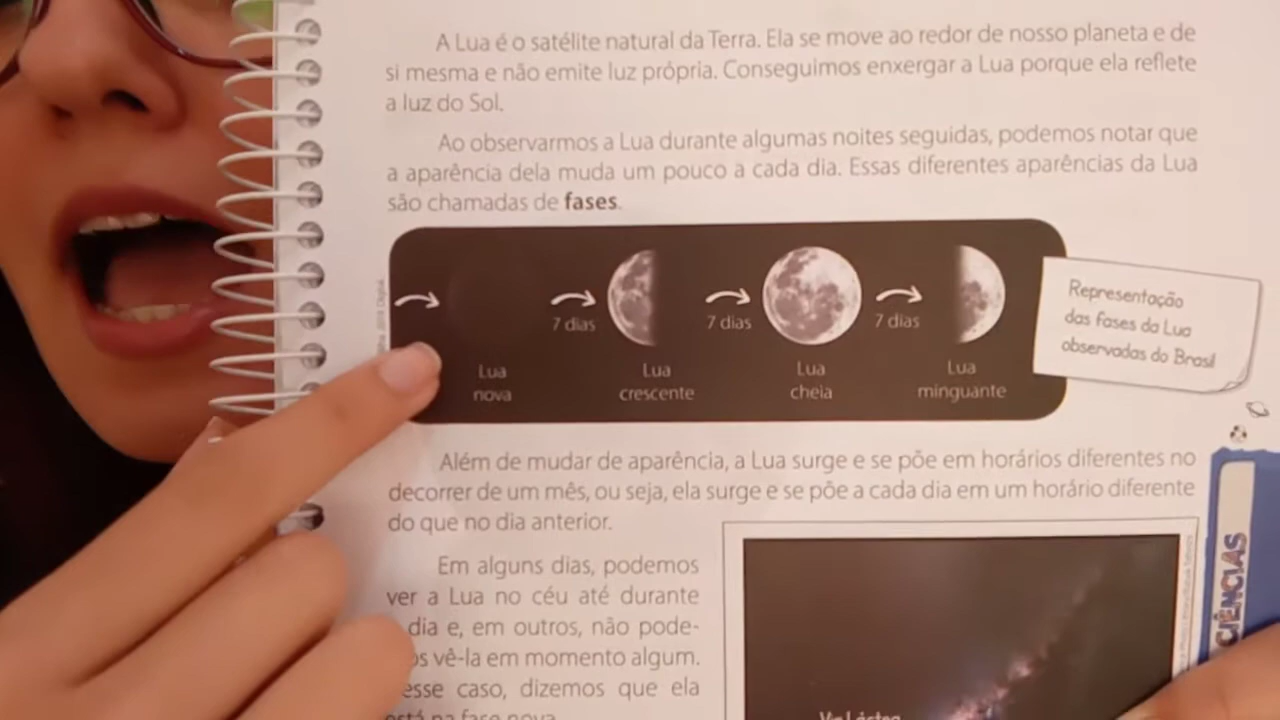 A Lua é o satélite natural da Terra. Ela se move ao redor de nosso planeta e de
si mesma e não emite luz própria. Conseguimos enxergar a Lua porque ela reflete
a luz do Sol.
Ao observarmos a Lua durante algumas noites seguidas, podemos notar que
a aparência dela muda um pouco a cada dia. Essas diferentes aparências da Lua
são chamadas de fases.
7 dias
7 dias
7 dias
Lua
nova
Lua
crescente
Lua
cheia
Lua
minguante
Representação
das fases da Lua
observadas do Brasil
Além de mudar de aparência, a Lua surge e se põe em horários diferentes no
decorrer de um mês, ou seja, ela surge e se põe a cada dia em um horário diferente
do que no dia anterior.
Em alguns dias, podemos
ver a Lua no céu até durante
dia e, em outros, não pode-
vê-la em momento algum.
esse caso, dizemos que ela
está na fase nova
Via Láctea
CIÊNCIAS